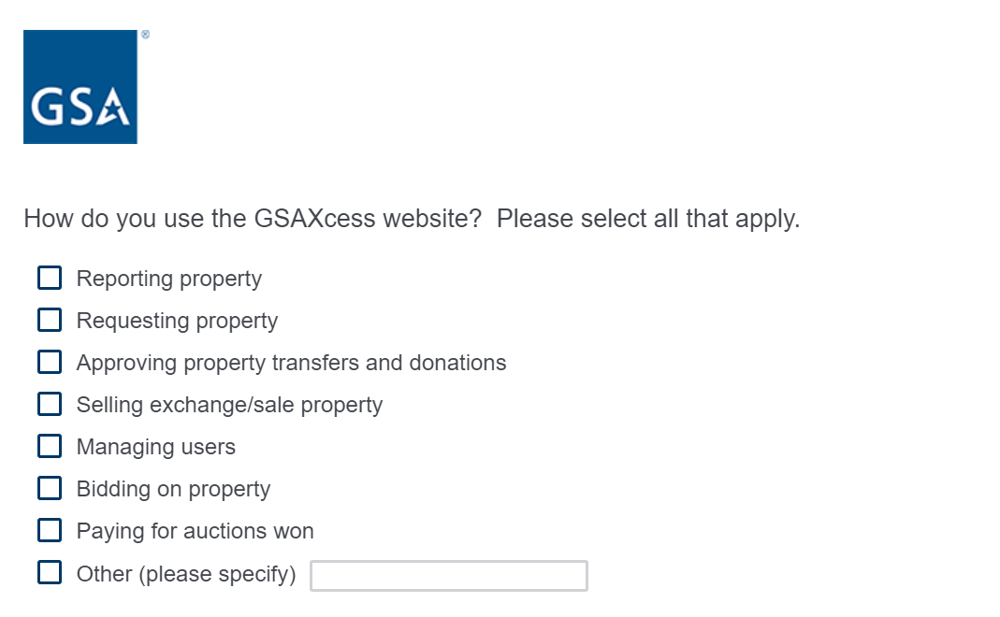 ®
GSA
How do you use the GSAXcess website?  Please select all that apply.
Reporting property
Requesting property
Approving property transfers and donations
Selling exchange/sale property
Managing users
Bidding on property
Paying for auctions won
Other (please specify)